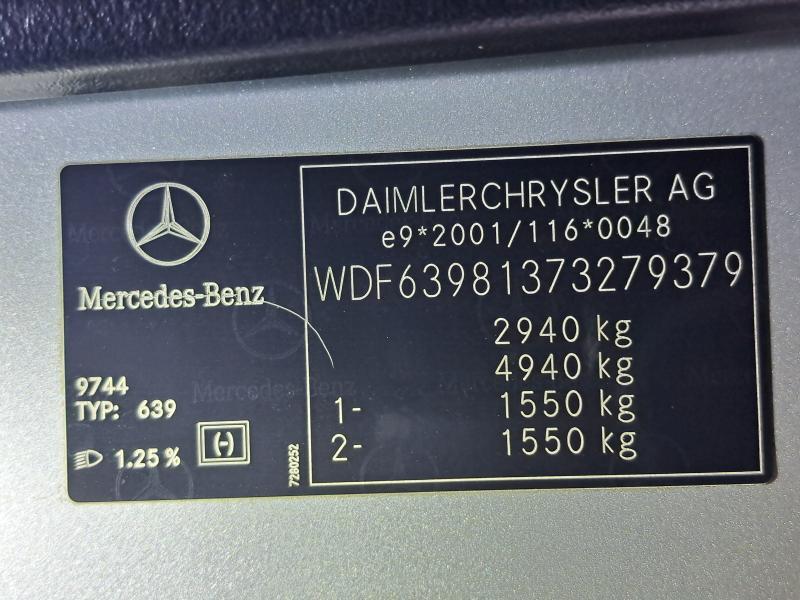 Mercedes-Benz
9744
TYP: 639
1.25 %
(-)
7280252
DAIMLERCHRYSLER AG
e9*2001/116*0048
WDF63981373279379
2940 kg
4940 kg
1- 1550 kg
2- 1550 kg